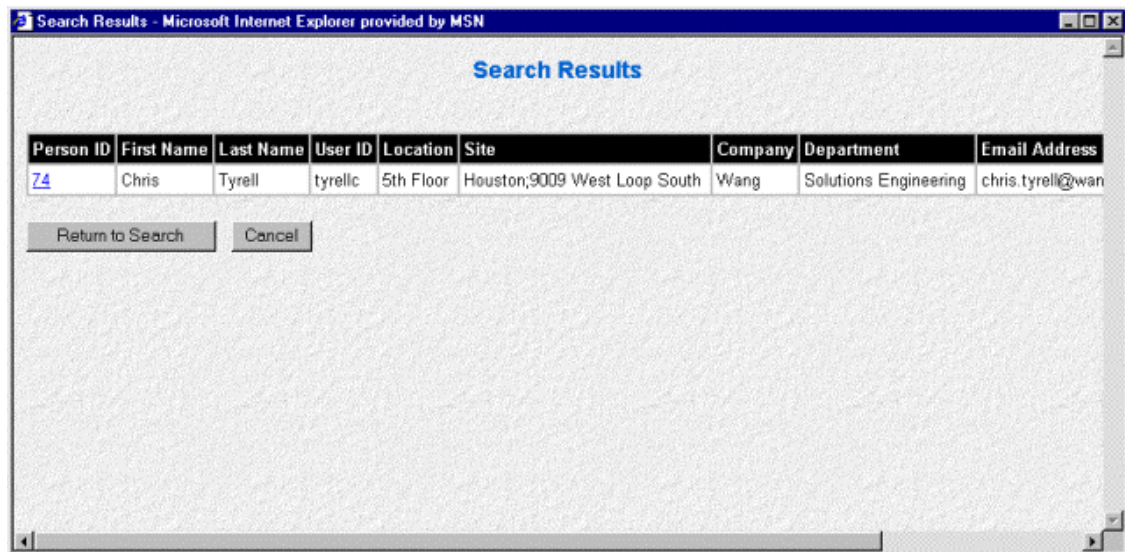 Search Results - Microsoft Internet Explorer provided by MSN
Search Results
Person ID First Name Last Name User ID Location Site Company Department Email Address
74 Chris Tyrell tyrellc 5th Floor Houston;9009 West Loop South Wang Solutions Engineering chris.tyrell@wan
Return to Search Cancel